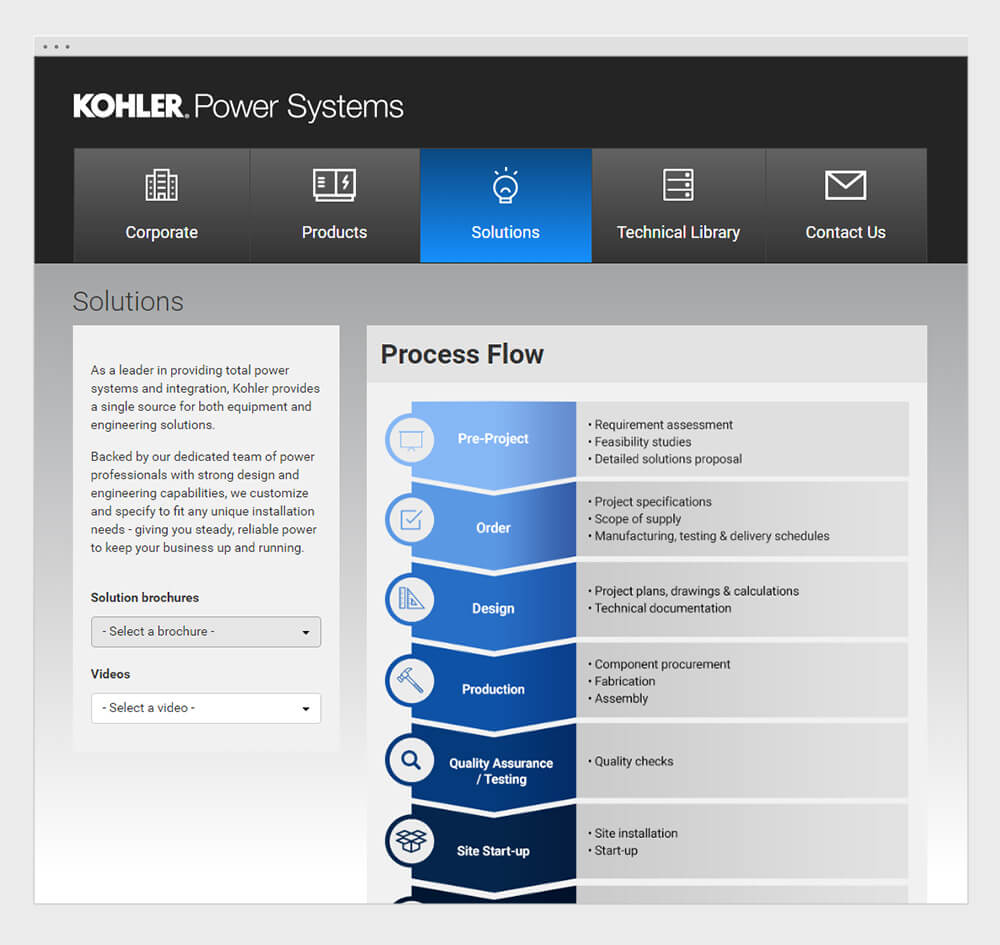 KOHLER. Power Systems
Corporate
Products
Solutions
Technical Library
Contact Us
Solutions
As a leader in providing total power
systems and integration, Kohler provides
a single source for both equipment and
engineering solutions.
Backed by our dedicated team of power
professionals with strong design and
engineering capabilities, we customize
and specify to fit any unique installation
needs - giving you steady, reliable power
to keep your business up and running.
Solution brochures
- Select a brochure -
Videos
- Select a video -
Process Flow
Pre-Project
• Requirement assessment
• Feasibility studies
• Detailed solutions proposal
Order
• Project specifications
• Scope of supply
• Manufacturing, testing & delivery schedules
Design
• Project plans, drawings & calculations
• Technical documentation
Production
• Component procurement
• Fabrication
• Assembly
Quality Assurance
/ Testing
• Quality checks
Site Start-up
• Site installation
• Start-up